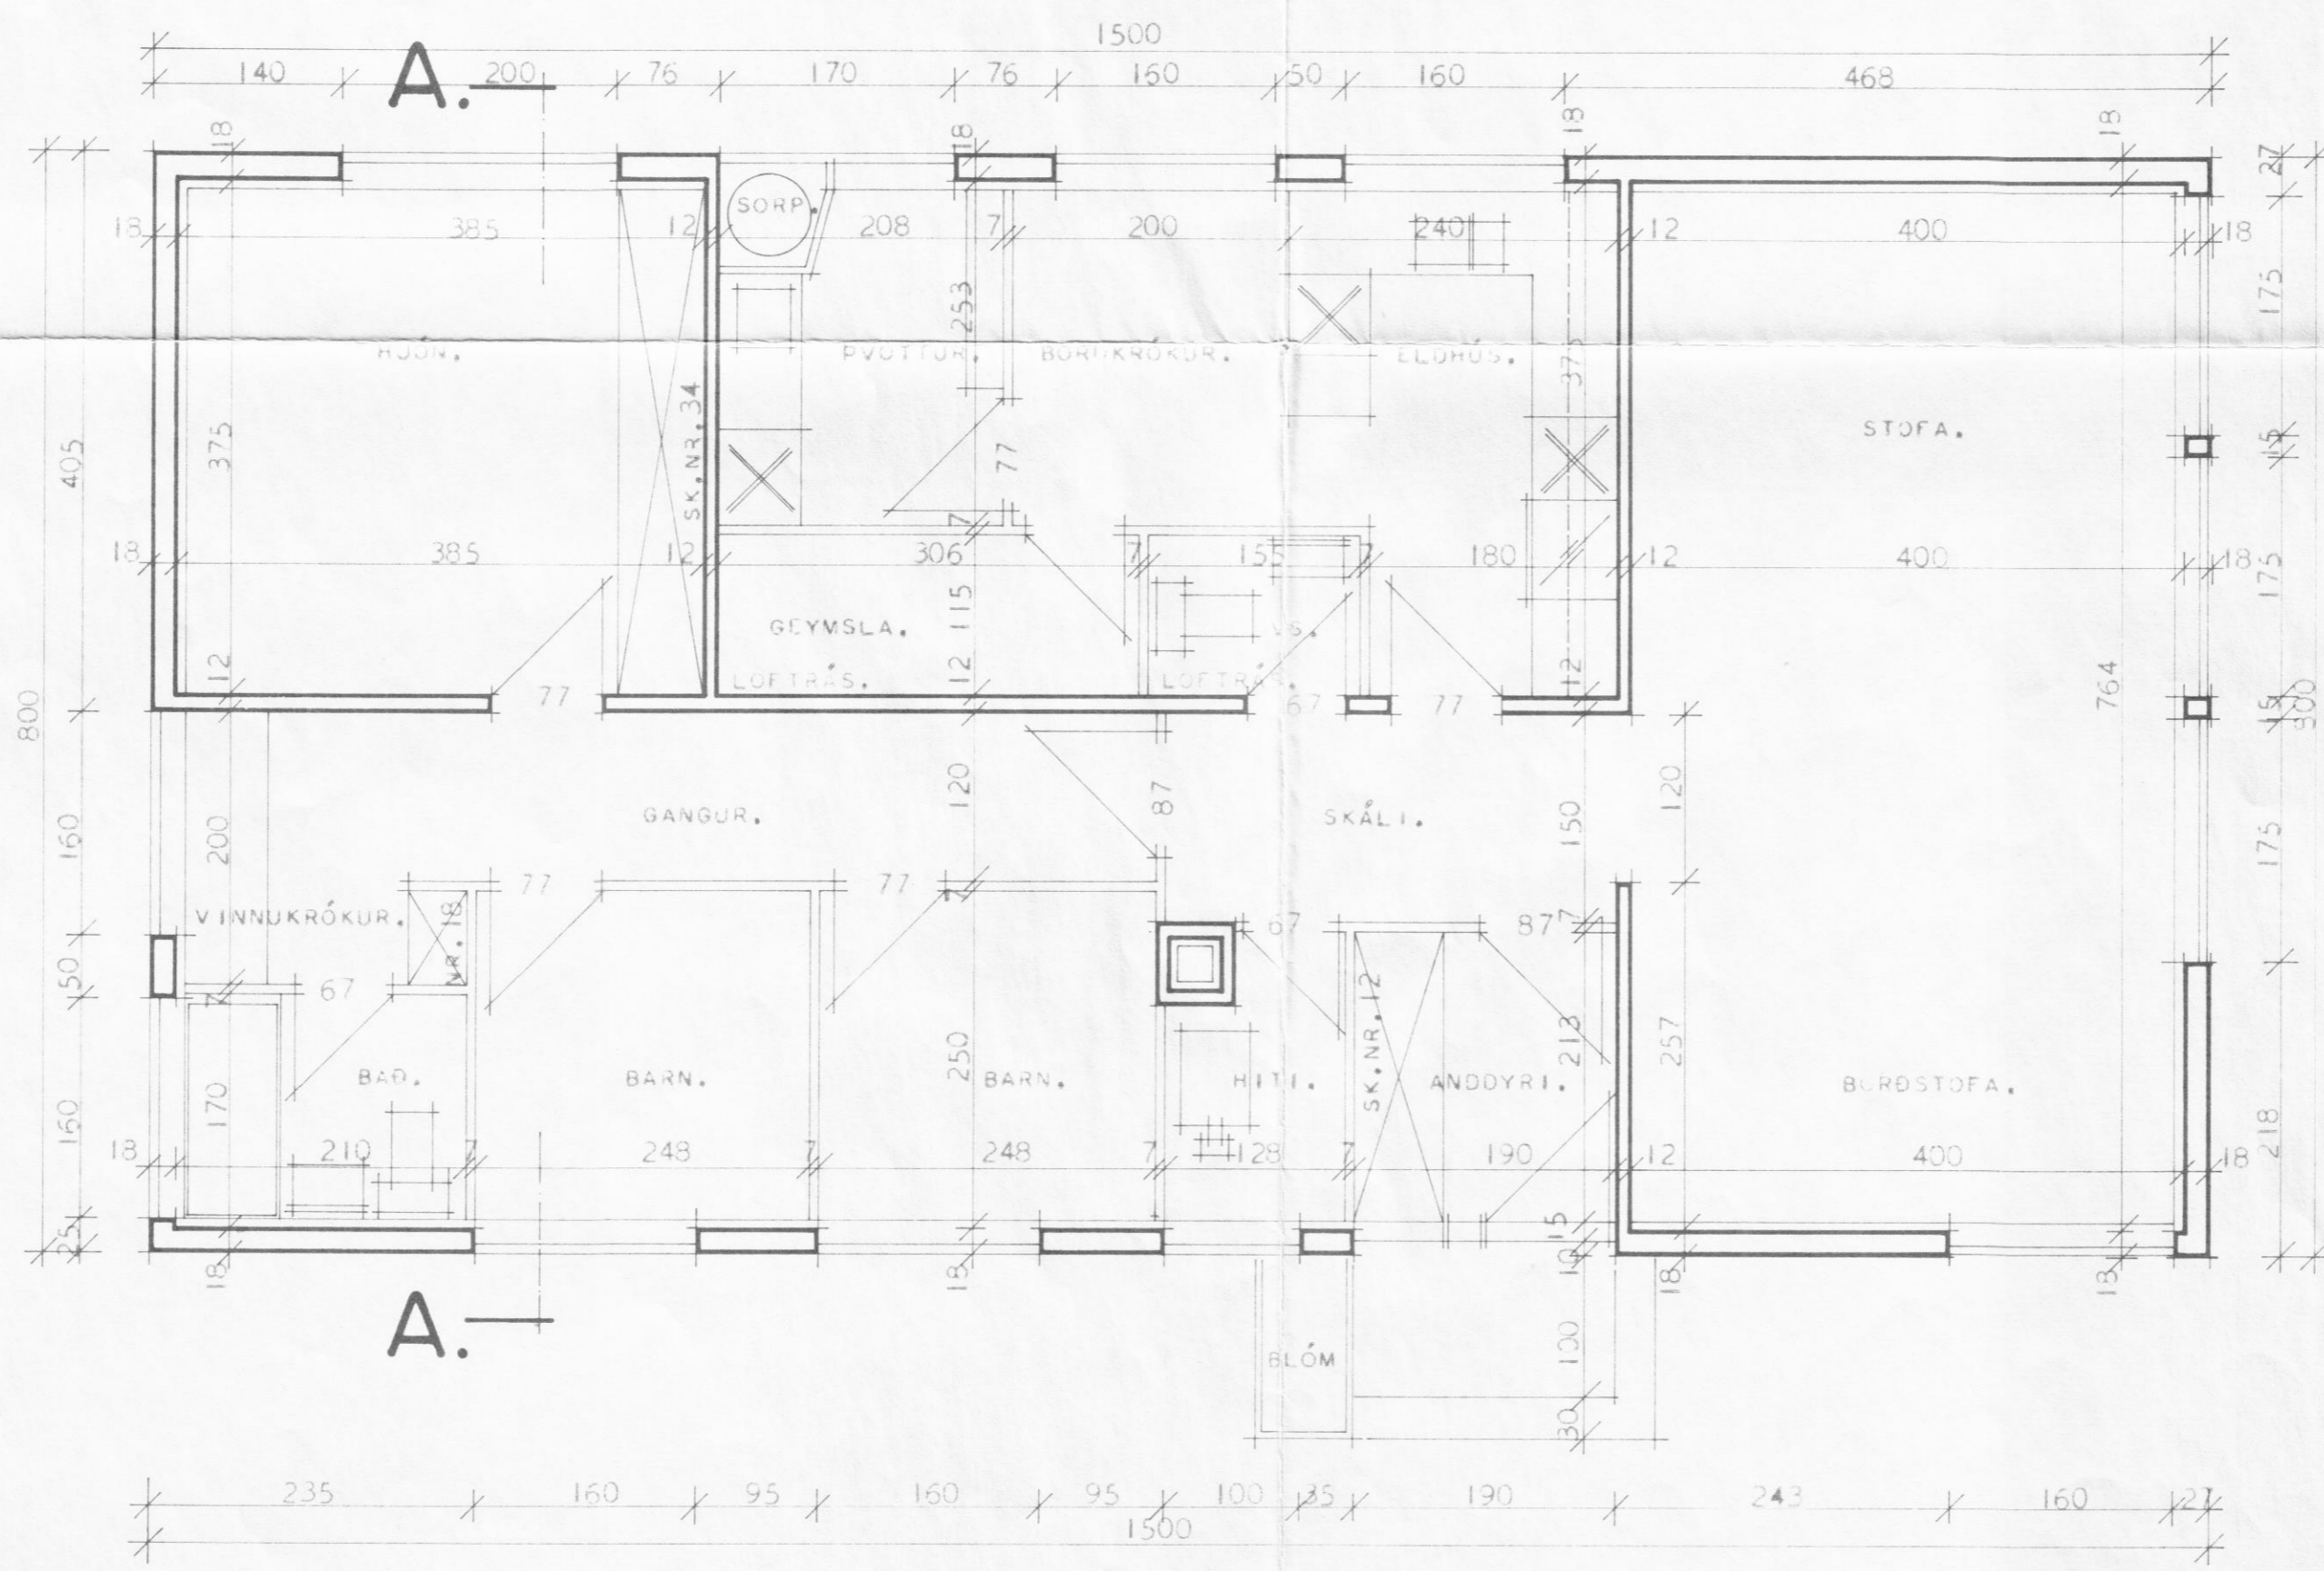 1500
140 A. 200 76 170 76 160 50 160 468
18 18 18 18
27
SORP.
18 385 12 208 7 200 240 12 400 18
175
253
HJÓN. ÞVOTTUR. BORÐKRÓKUR. ELDHÚS.
375
SK.NR.34
STOFA.
405 375 77 15
7
18 385 12 306 7 155 7 180 12 400 18
175
115
GEYMSLA. VS.
12 12 12
LOFTRÁS. LOFTRÁS.
77 67 77
764
800 15 800
120 87 120
GANGUR. SKÁLI.
160 200 150 175
77 77 7
VINNUKRÓKUR. NR.18 67 87 7
50 7 67
SK.NR.12
213 257
170 250
BAÐ. BARN. BARN. HITI. ANDDYRI. BORÐSTOFA.
160 218
18 210 7 248 7 248 7 128 7 190 12 400 18
25 15
18 18 10 18 18
A.
BLÓM 100
30
235 160 95 160 95 100 35 190 243 160 27
1500